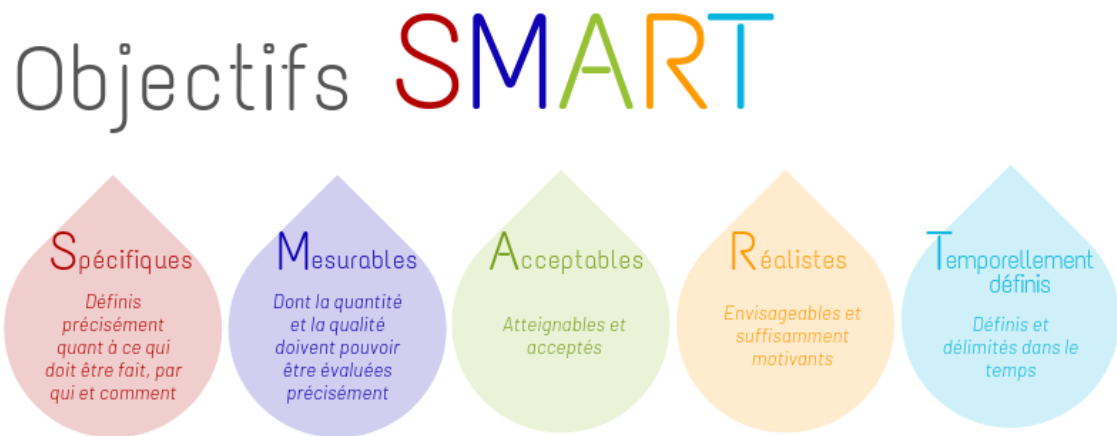 Objectifs SMART
Spécifiques
Définis
précisément
quant à ce qui
doit être fait, par
qui et comment
Mesurables
Dont la quantité
et la qualité
doivent pouvoir
être évaluées
précisément
Acceptables
Atteignables et
acceptés
Réalistes
Envisageables et
suffisamment
motivants
Temporellement
définis
Définis et
délimités dans le
temps